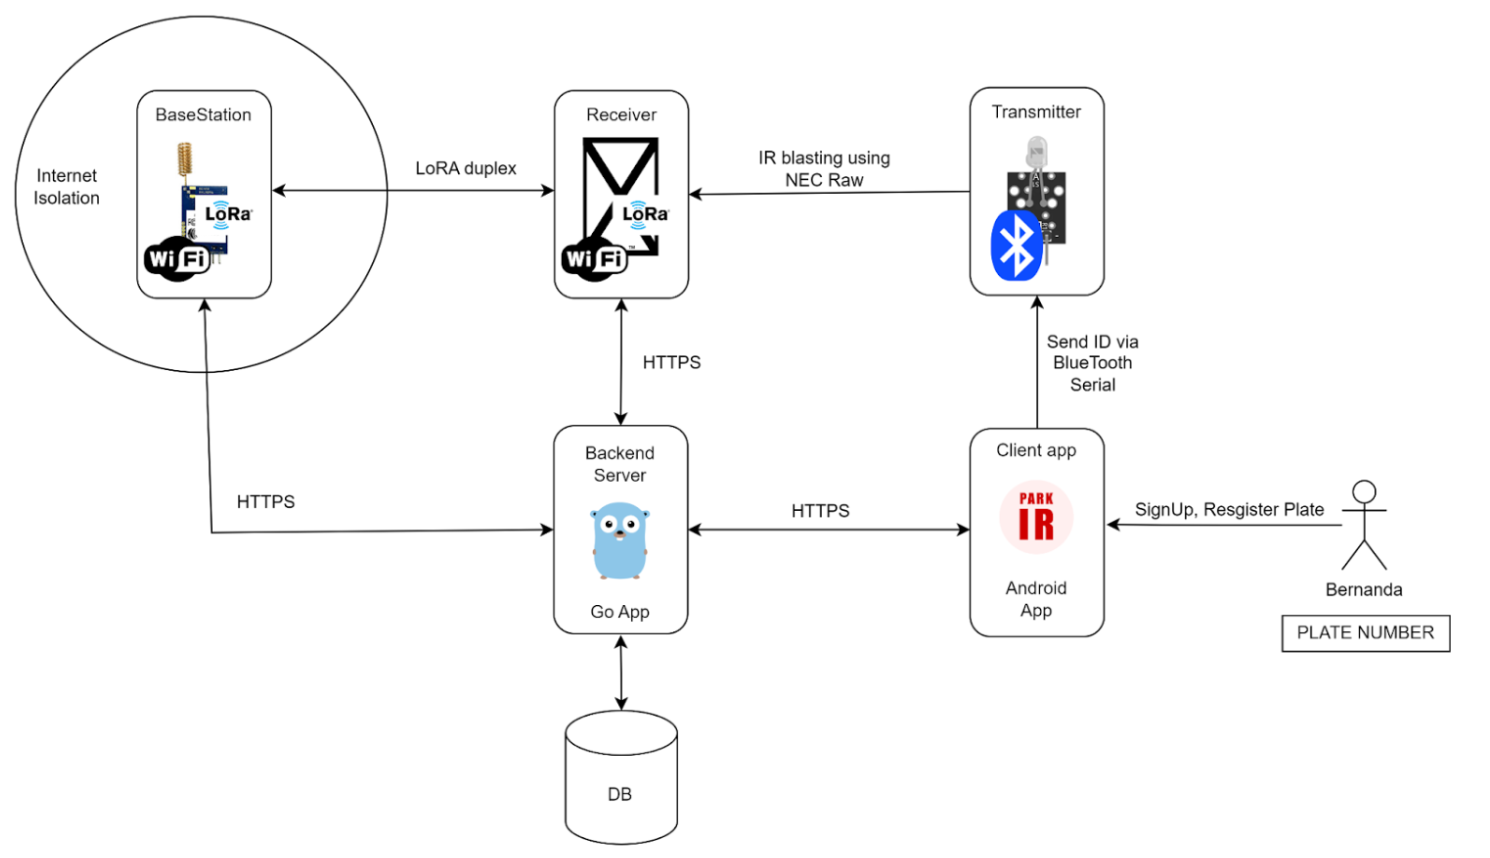 BaseStation
LoRa
Wi Fi
Internet
Isolation
LoRA duplex
Receiver
LoRa
Wi Fi
TM
IR blasting using
NEC Raw
Transmitter
HTTPS
Send ID via
BlueTooth
Serial
HTTPS
Backend
Server
Go App
HTTPS
Client app
PARK
IR
Android
App
SignUp, Resgister Plate
Bernanda
PLATE NUMBER
DB